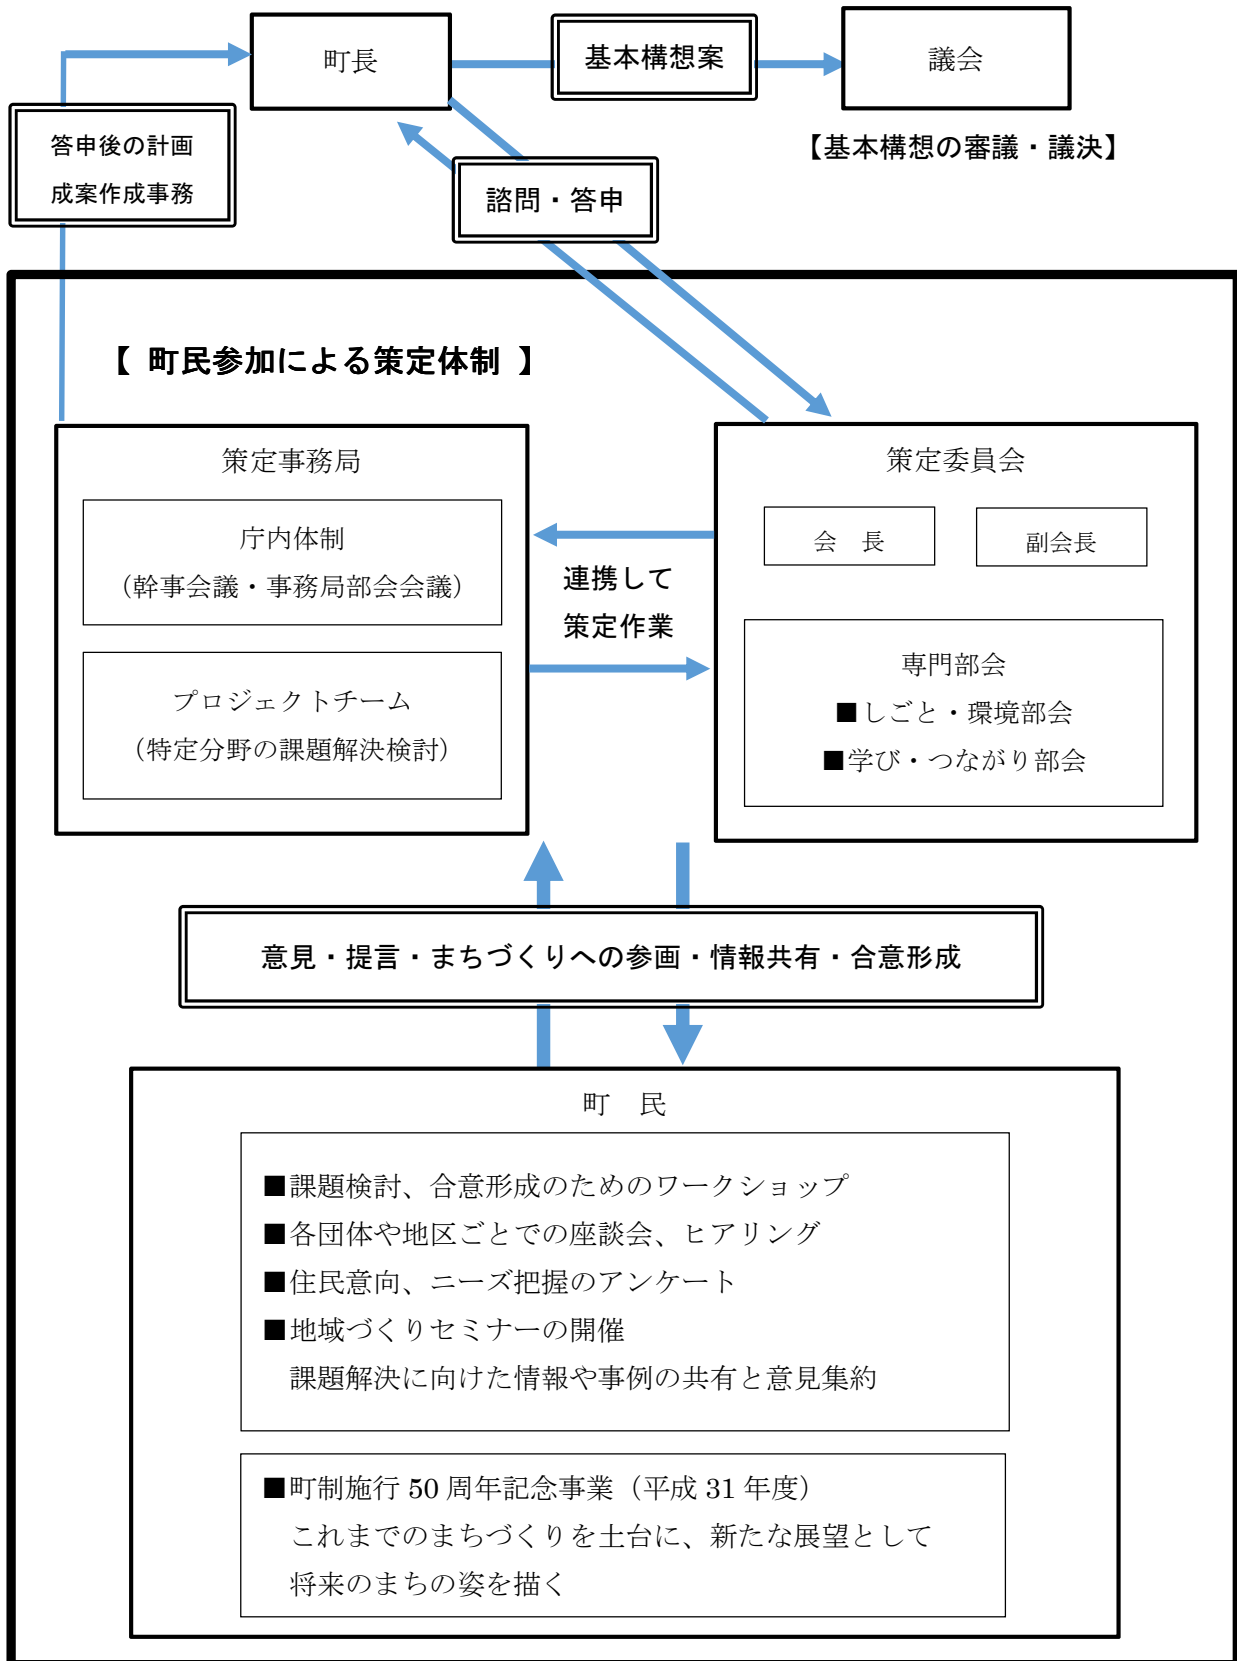 町長
基本構想案
議会
答申後の計画
成案作成事務
【基本構想の審議・議決】
諮問・答申
【 町民参加による策定体制 】
策定事務局
庁内体制
（幹事会議・事務局部会会議）
プロジェクトチーム
（特定分野の課題解決検討）
連携して
策定作業
策定委員会
会　長
副会長
専門部会
■しごと・環境部会
■学び・つながり部会
意見・提言・まちづくりへの参画・情報共有・合意形成
町　民
■課題検討、合意形成のためのワークショップ
■各団体や地区ごとでの座談会、ヒアリング
■住民意向、ニーズ把握のアンケート
■地域づくりセミナーの開催
課題解決に向けた情報や事例の共有と意見集約
■町制施行 50 周年記念事業（平成 31 年度）
これまでのまちづくりを土台に、新たな展望として
将来のまちの姿を描く